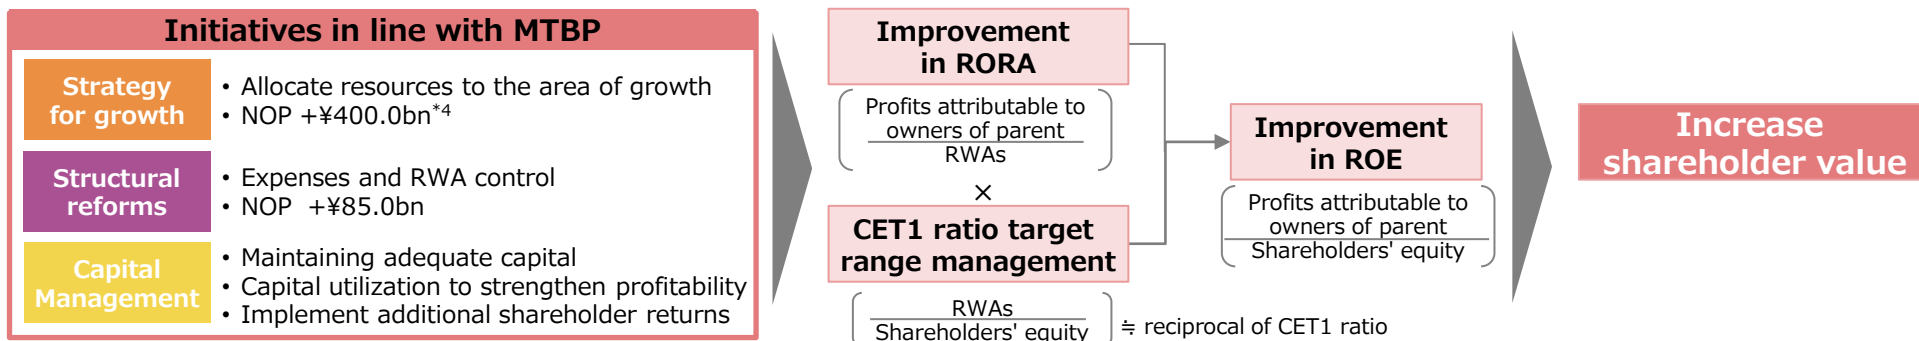 Initiatives in line with MTBP
Strategy
for growth
• Allocate resources to the area of growth
• NOP +¥400.0bn*4
Structural
reforms
• Expenses and RWA control
• NOP +¥85.0bn
Capital
Management
• Maintaining adequate capital
• Capital utilization to strengthen profitability
• Implement additional shareholder returns
Improvement
in RORA
Profits attributable to
owners of parent
RWAs
×
CET1 ratio target
range management
RWAs
Shareholders' equity
≒ reciprocal of CET1 ratio
Improvement
in ROE
Profits attributable to
owners of parent
Shareholders' equity
Increase
shareholder value